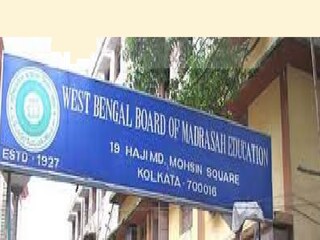 WEST BENGAL BOARD OF MADRASAH EDUCATION
19 HAJI MD. MOHSIN SQUARE
KOLKATA - 700016
ESTD - 1927